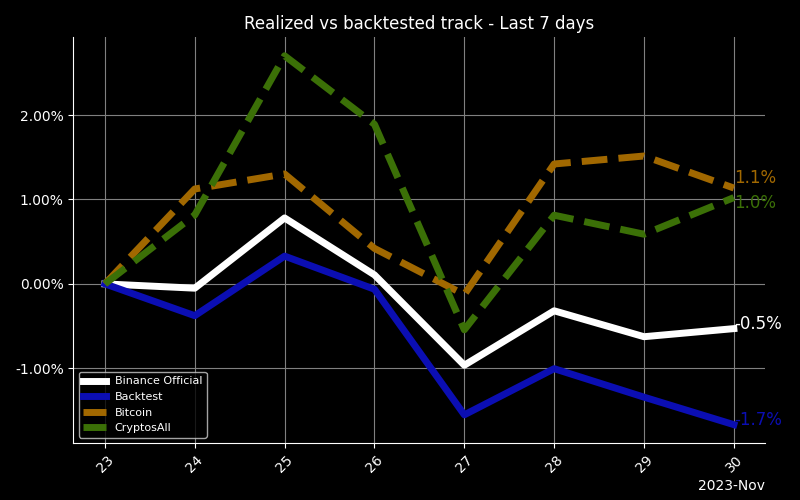 Realized vs backtested track - Last 7 days
2.00%
1.00%
0.00%
-1.00%
1.1%
1.0%
-0.5%
-1.7%
Binance Official
Backtest
Bitcoin
CryptosAll
23 24 25 26 27 28 29 30
2023-Nov